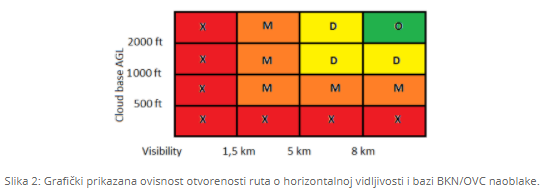 X M D O
2000 ft
X M D D
1000 ft
X M M M
500 ft
X X X X
Cloud base AGL
Visibility 1,5 km 5 km 8 km
Slika 2: Grafički prikazana ovisnost otvorenosti ruta o horizontalnoj vidljivosti i bazi BKN/OVC naoblake.